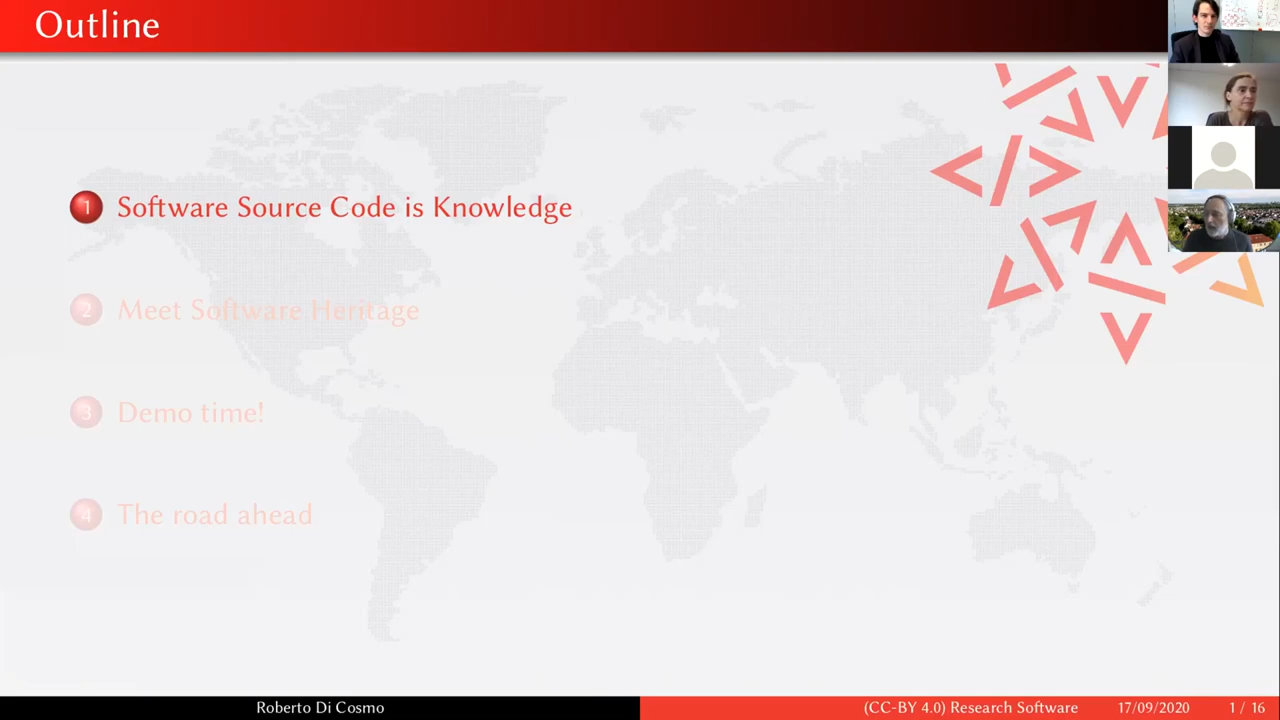 Outline
1 Software Source Code is Knowledge
2 Meet Software Heritage
3 Demo time!
4 The road ahead
Roberto Di Cosmo (CC-BY 4.0) Research Software 17/09/2020 1 / 16